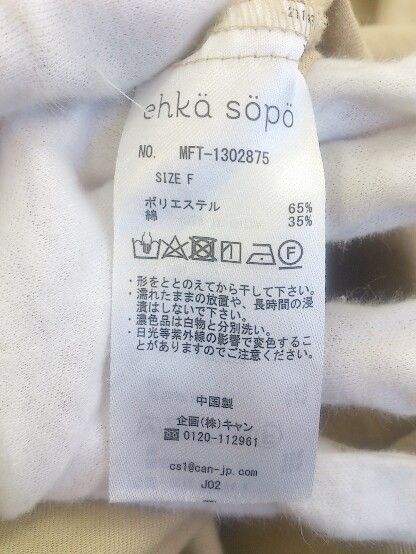 ehkä söpö
NO. MFT-1302875
SIZE F
ポリエステル 65%
綿 35%
・形をととのえてから干して下さい。
・濡れたままの放置や、長時間の浸
漬はしないで下さい。
・濃色品は白物と分別洗い。
・日光等紫外線の影響で変色するこ
とがありますのでご注意ください。
中国製
企画(株)キャン
0120-112961
cs1@can-jp.com
J02